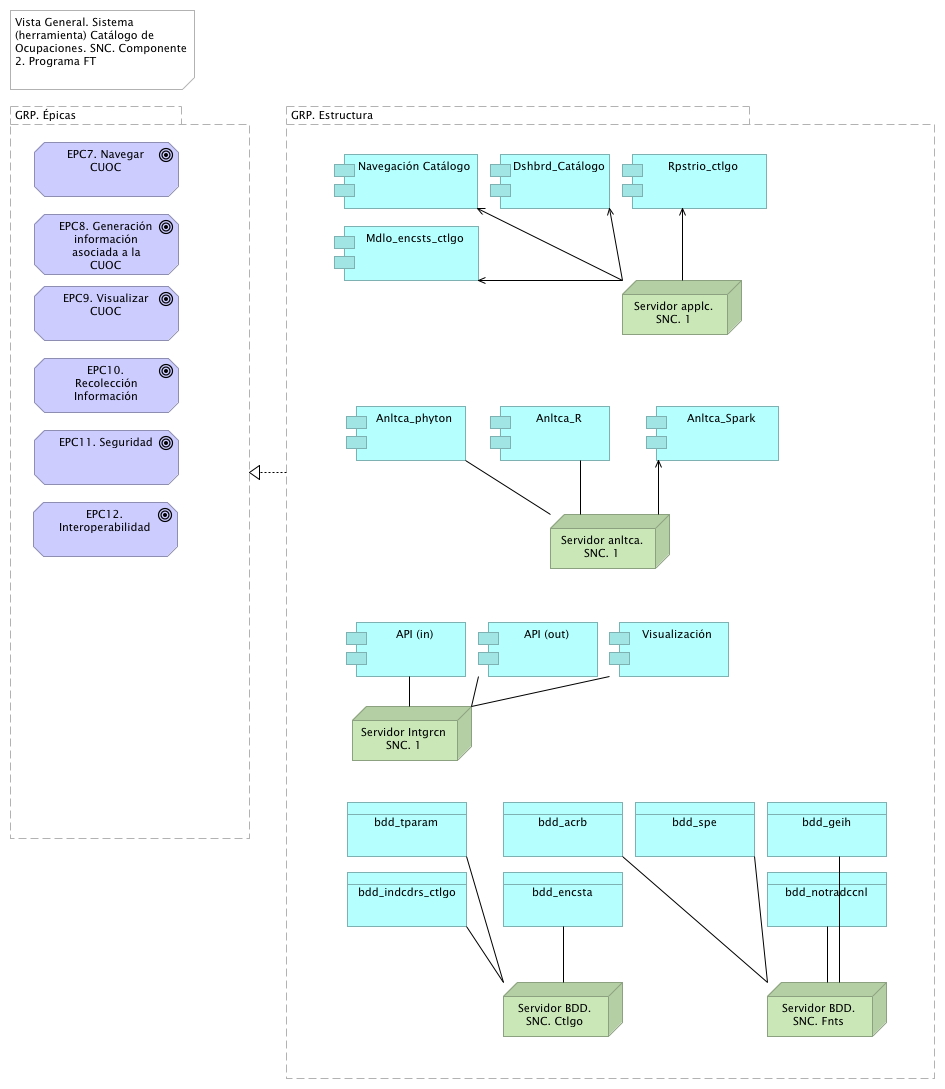 Vista General. Sistema
(herramienta) Catálogo de
Ocupaciones. SNC. Componente
2. Programa FT
GRP. Épicas
EPC7. Navegar
CUOC
EPC8. Generación
información
asociada a la
CUOC
EPC9. Visualizar
CUOC
EPC10.
Recolección
Información
EPC11. Seguridad
EPC12.
Interoperabilidad
GRP. Estructura
Navegación Catálogo
Dshbrd_Catálogo
Rpstrio_ctlgo
Mdlo_encsts_ctlgo
Servidor applc.
SNC. 1
Anltca_phyton
Anltca_R
Anltca_Spark
Servidor anltca.
SNC. 1
API (in)
API (out)
Visualización
Servidor Intgrcn
SNC. 1
bdd_tparam
bdd_acrb
bdd_spe
bdd_geih
bdd_indcdrs_ctlgo
bdd_encsta
bdd_notradccnl
Servidor BDD.
SNC. Ctlgo
Servidor BDD.
SNC. Fnts